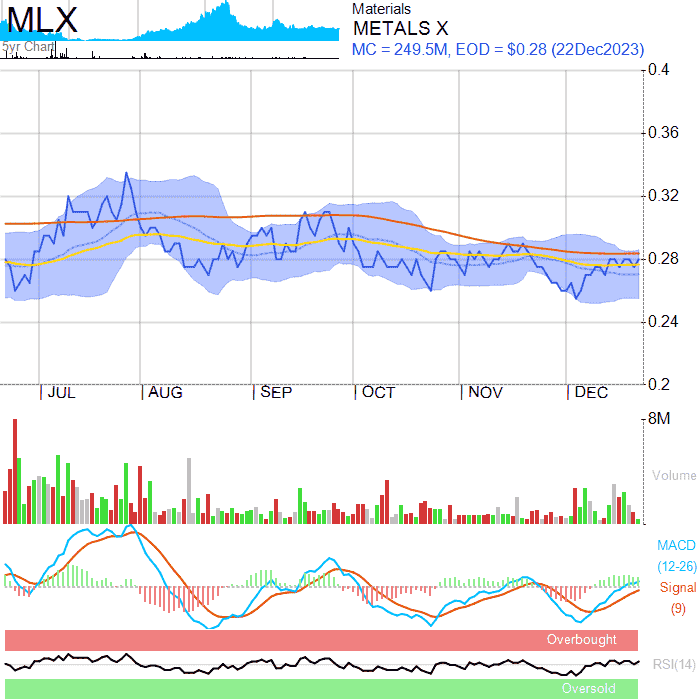 MLX
5yr Chart
Materials
METALS X
MC = 249.5M, EOD = $0.28 (22Dec2023)
0.4
0.36
0.32
0.28
0.24
0.2
JUL AUG SEP OCT NOV DEC
8M
Volume
MACD
(12-26)
Signal
(9)
Overbought
RSI(14)
Oversold